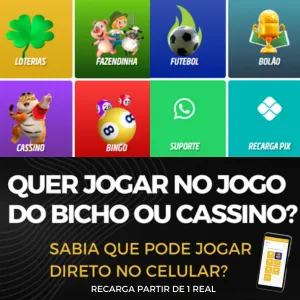 LOTERIAS
FAZENDINHA
FUTEBOL
BOLÃO
CASSINO
BINGO
SUPORTE
RECARGA PIX
QUER JOGAR NO JOGO
DO BICHO OU CASSINO?
SABIA QUE PODE JOGAR
DIRETO NO CELULAR?
RECARGA PARTIR DE 1 REAL